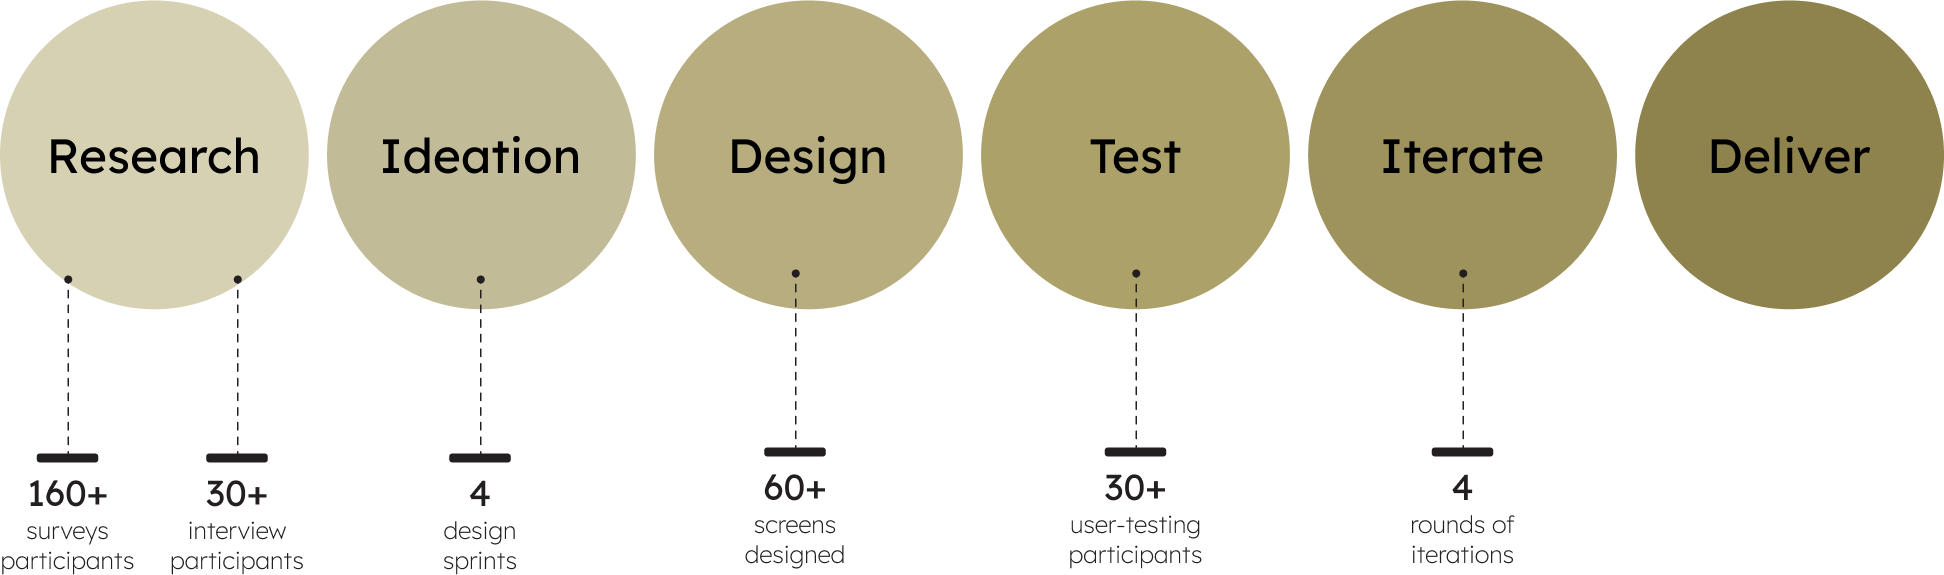 Research
Ideation
Design
Test
Iterate
Deliver
160+
surveys
participants
30+
interview
participants
4
design
sprints
60+
screens
designed
30+
user-testing
participants
4
rounds of
iterations